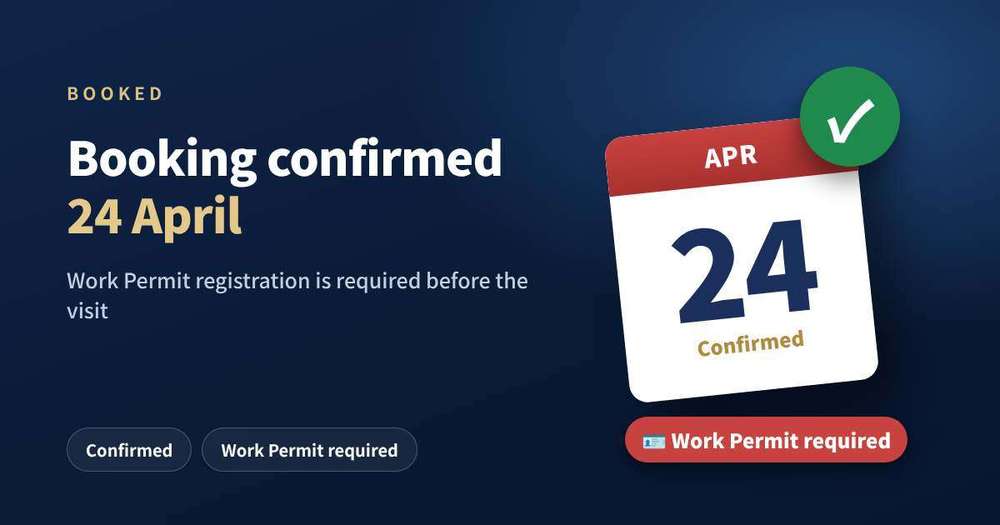 BOOKED
Booking confirmed
24 April
Work Permit registration is required before the
visit
Confirmed
Work Permit required
APR
24
Confirmed
Work Permit required